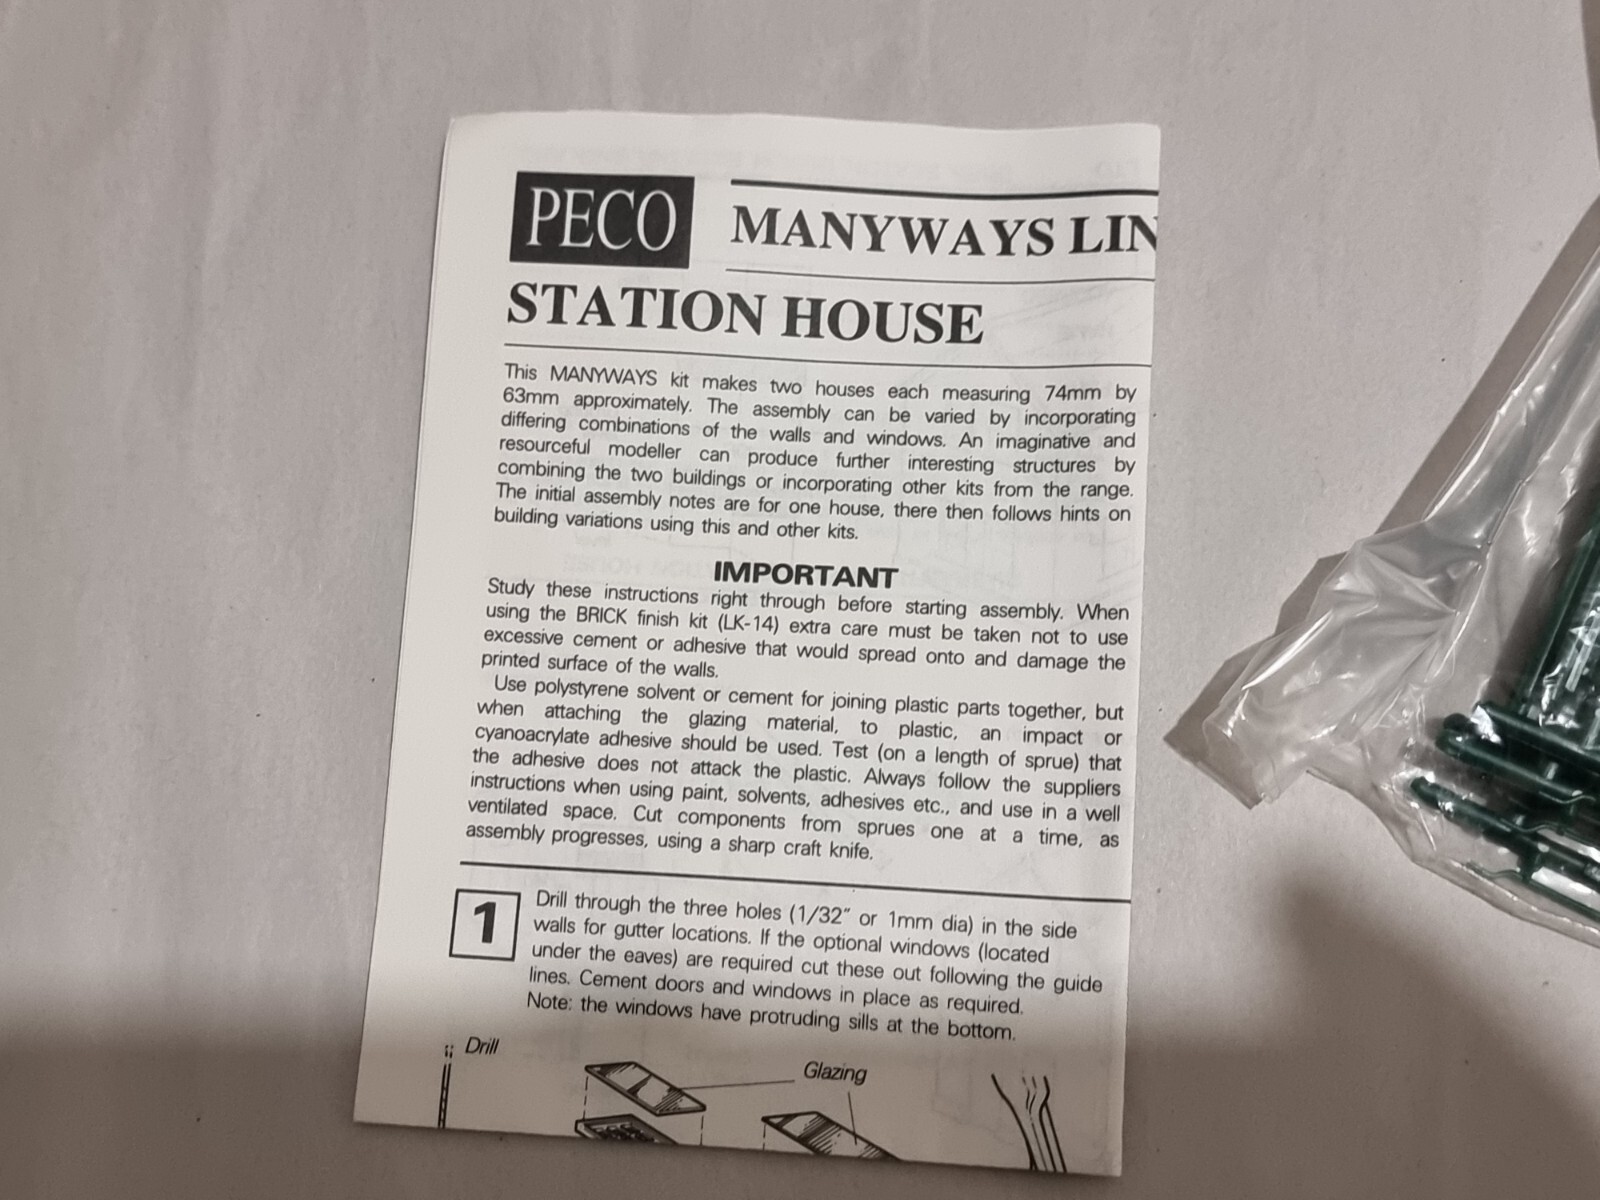 PECO
MANYWAYS LIN
STATION HOUSE
This MANYWAYS kit makes two houses each measuring 74mm by
63mm approximately. The assembly can be varied by incorporating
differing combinations of the walls and windows. An imaginative and
resourceful modeller can produce further interesting structures by
combining the two buildings or incorporating other kits from the range.
The initial assembly notes are for one house, there then follows hints on
building variations using this and other kits.
IMPORTANT
Study these instructions right through before starting assembly. When
using the BRICK finish kit (LK-14) extra care must be taken not to use
excessive cement or adhesive that would spread onto and damage the
printed surface of the walls.
Use polystyrene solvent or cement for joining plastic parts together, but
when attaching the glazing material, to plastic, an impact or
cyanoacrylate adhesive should be used. Test (on a length of sprue) that
the adhesive does not attack the plastic. Always follow the suppliers
instructions when using paint, solvents, adhesives etc., and use in a well
ventilated space. Cut components from sprues one at a time, as
assembly progresses, using a sharp craft knife.
1
Drill through the three holes (1/32" or 1mm dia) in the side
walls for gutter locations. If the optional windows (located
under the eaves) are required cut these out following the guide
lines. Cement doors and windows in place as required.
Note: the windows have protruding sills at the bottom.
Drill
Glazing